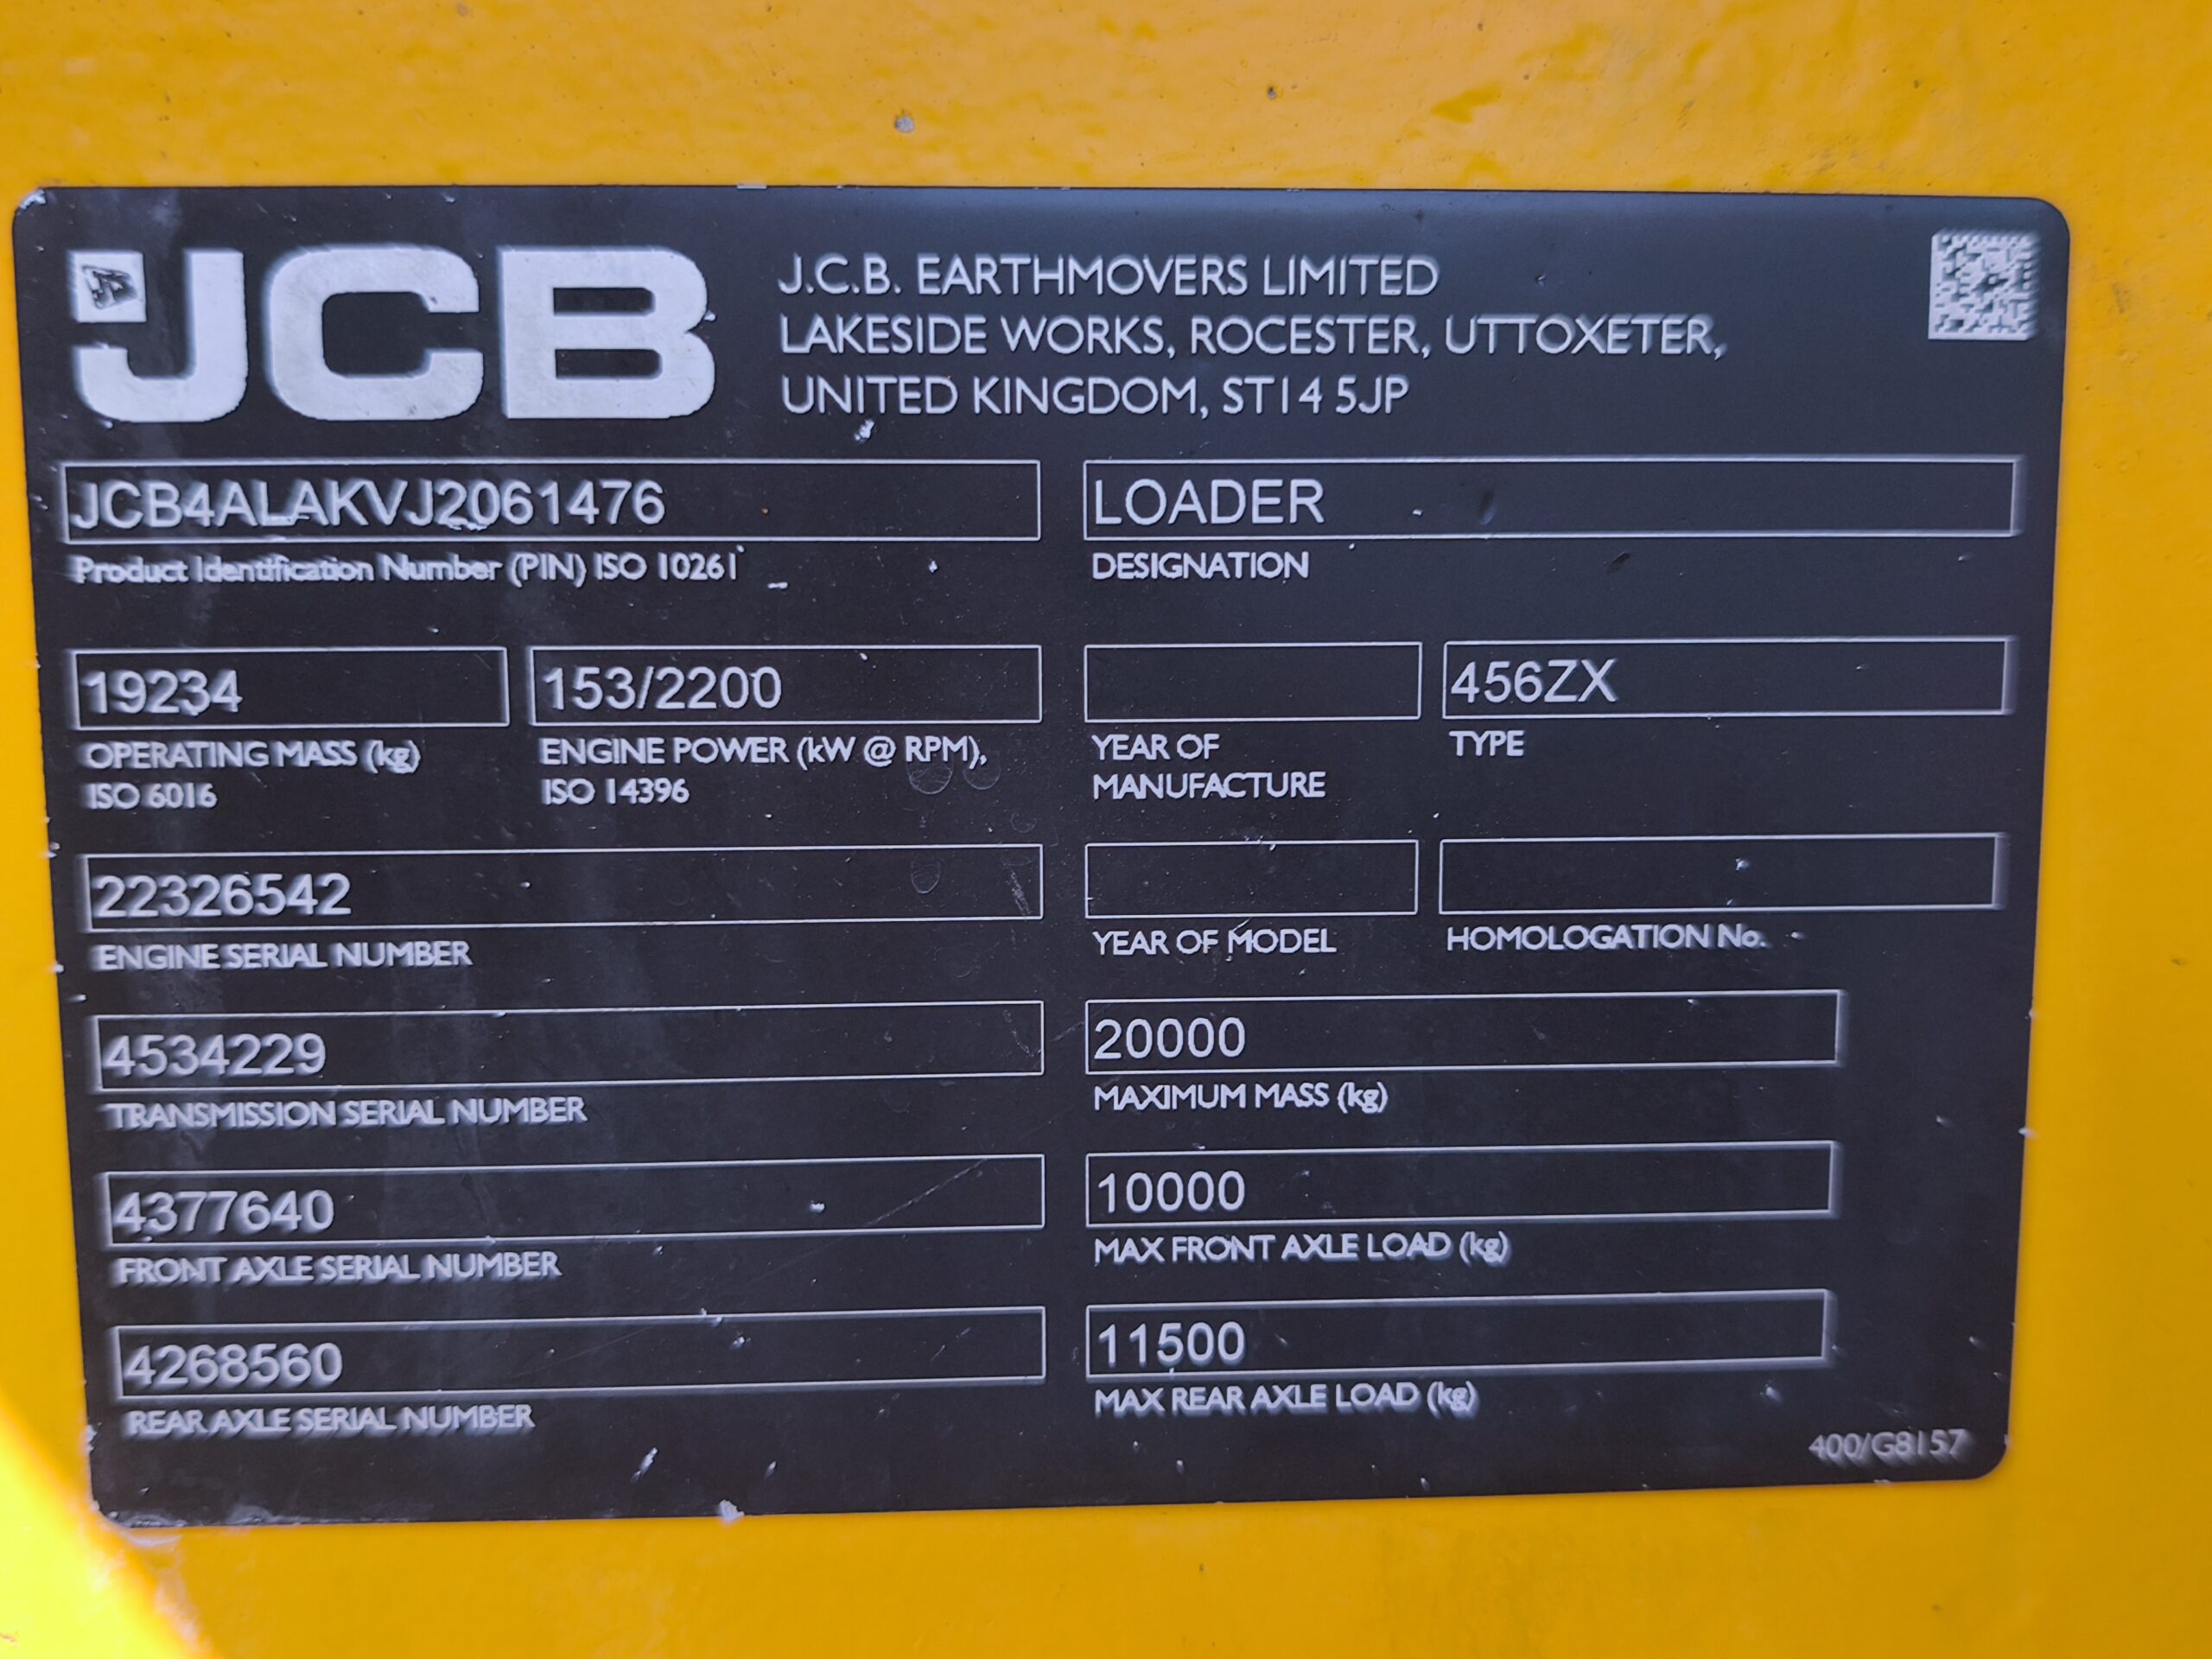 JCB
J.C.B. EARTHMOVERS LIMITED
LAKESIDE WORKS, ROCESTER, UTTOXETER,
UNITED KINGDOM, ST14 5JP
JCB4ALAKVJ2061476
Product Identification Number (PIN) ISO 10261
LOADER
DESIGNATION
19234
OPERATING MASS (kg)
ISO 6016
153/2200
ENGINE POWER (kW @ RPM),
ISO 14396
YEAR OF
MANUFACTURE
456ZX
TYPE
22326542
ENGINE SERIAL NUMBER
YEAR OF MODEL
HOMOLOGATION No.
4534229
TRANSMISSION SERIAL NUMBER
20000
MAXIMUM MASS (kg)
4377640
FRONT AXLE SERIAL NUMBER
10000
MAX FRONT AXLE LOAD (kg)
4268560
REAR AXLE SERIAL NUMBER
11500
MAX REAR AXLE LOAD (kg)
400/G8157